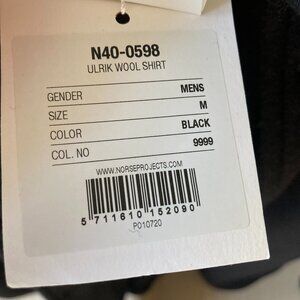 N40-0598
ULRIK WOOL SHIRT
GENDER MENS
SIZE M
COLOR BLACK
COL. NO 9999
WWW.NORSEPROJECTS.COM
5 711610 152090
PO10720